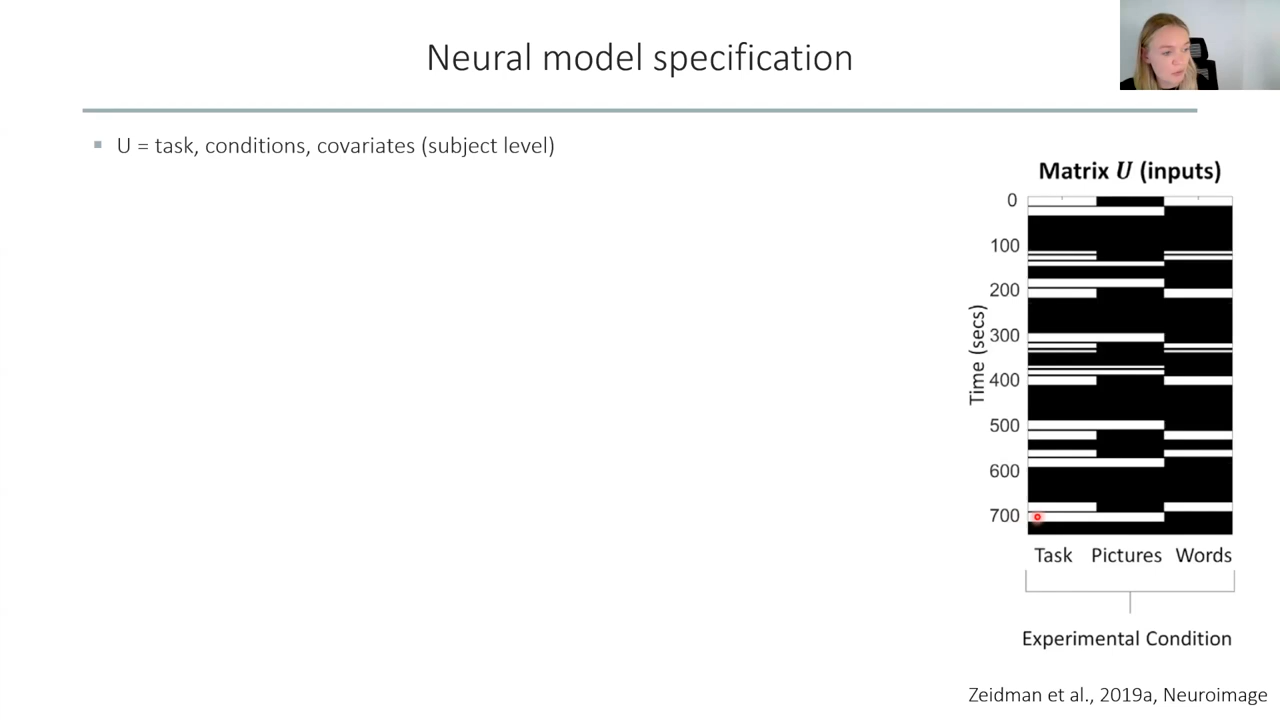 Neural model specification
U = task, conditions, covariates (subject level)
Matrix U (inputs)
0
100
200
300
400
500
600
700
Time (secs)
Task Pictures Words
Experimental Condition
Zeidman et al., 2019a, Neuroimage